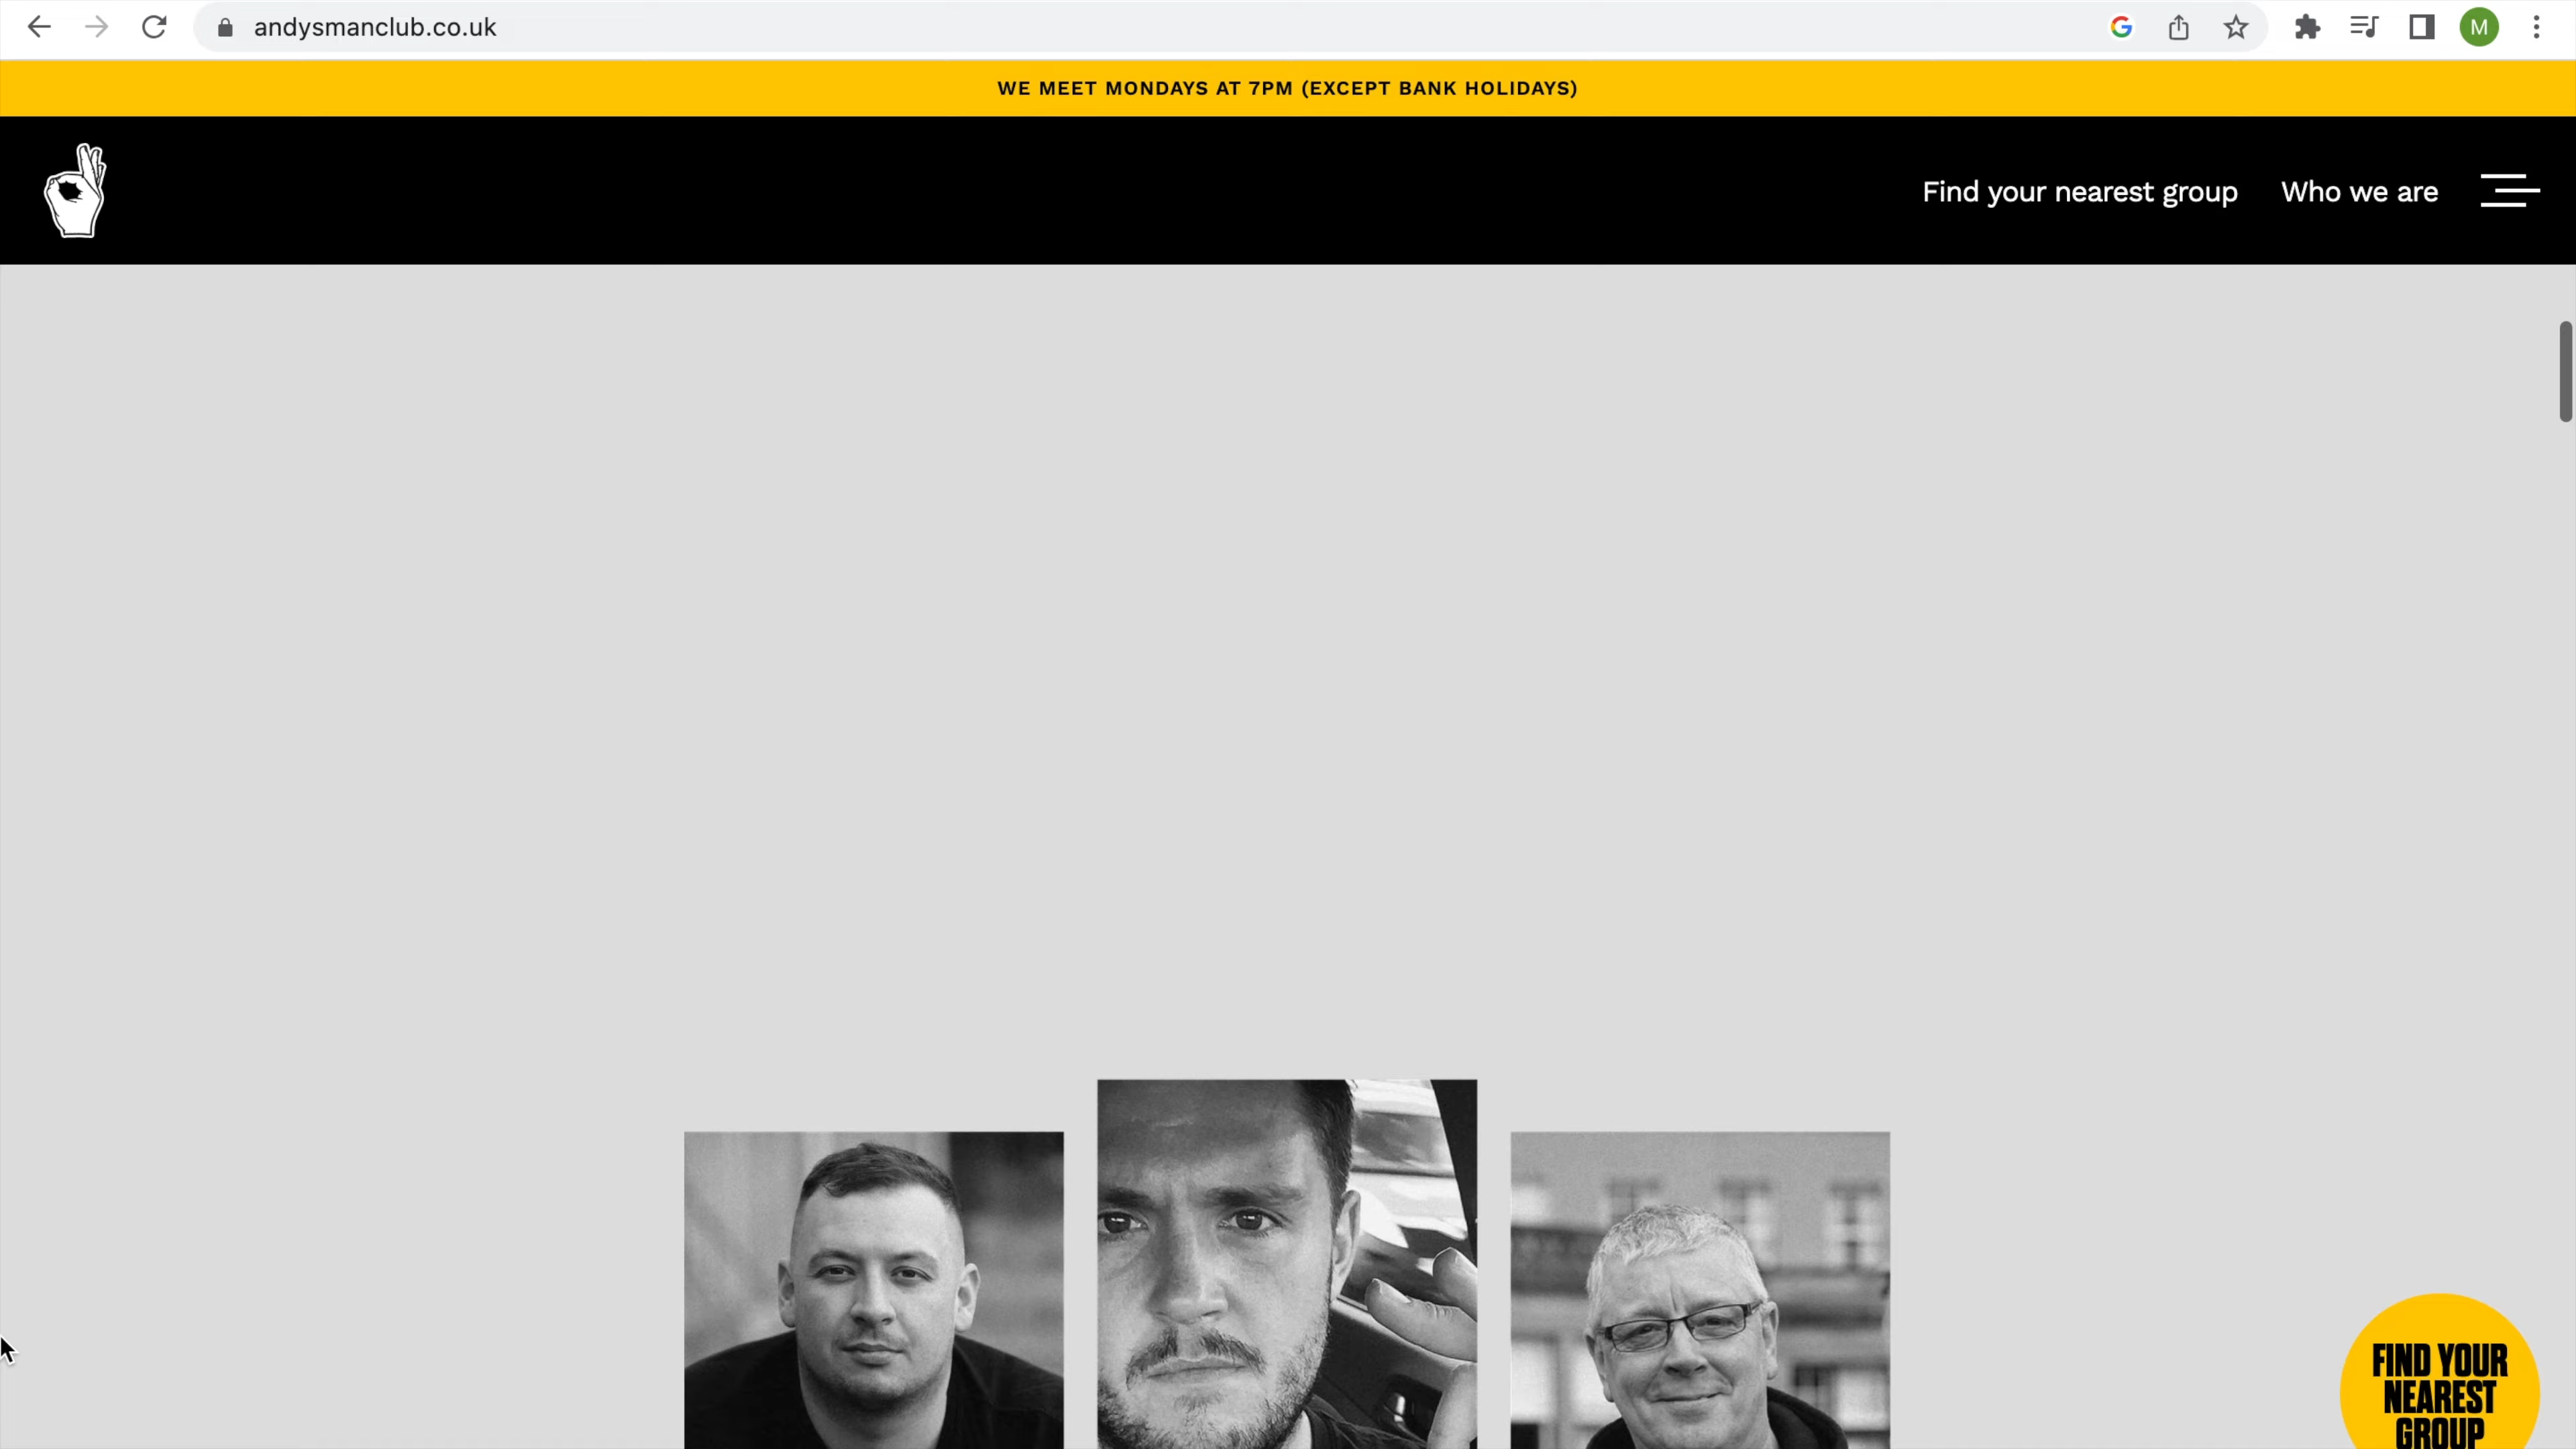 andysmanclub.co.uk
M
WE MEET MONDAYS AT 7PM (EXCEPT BANK HOLIDAYS)
Find your nearest group
Who we are
FIND YOUR
NEAREST
GROUP